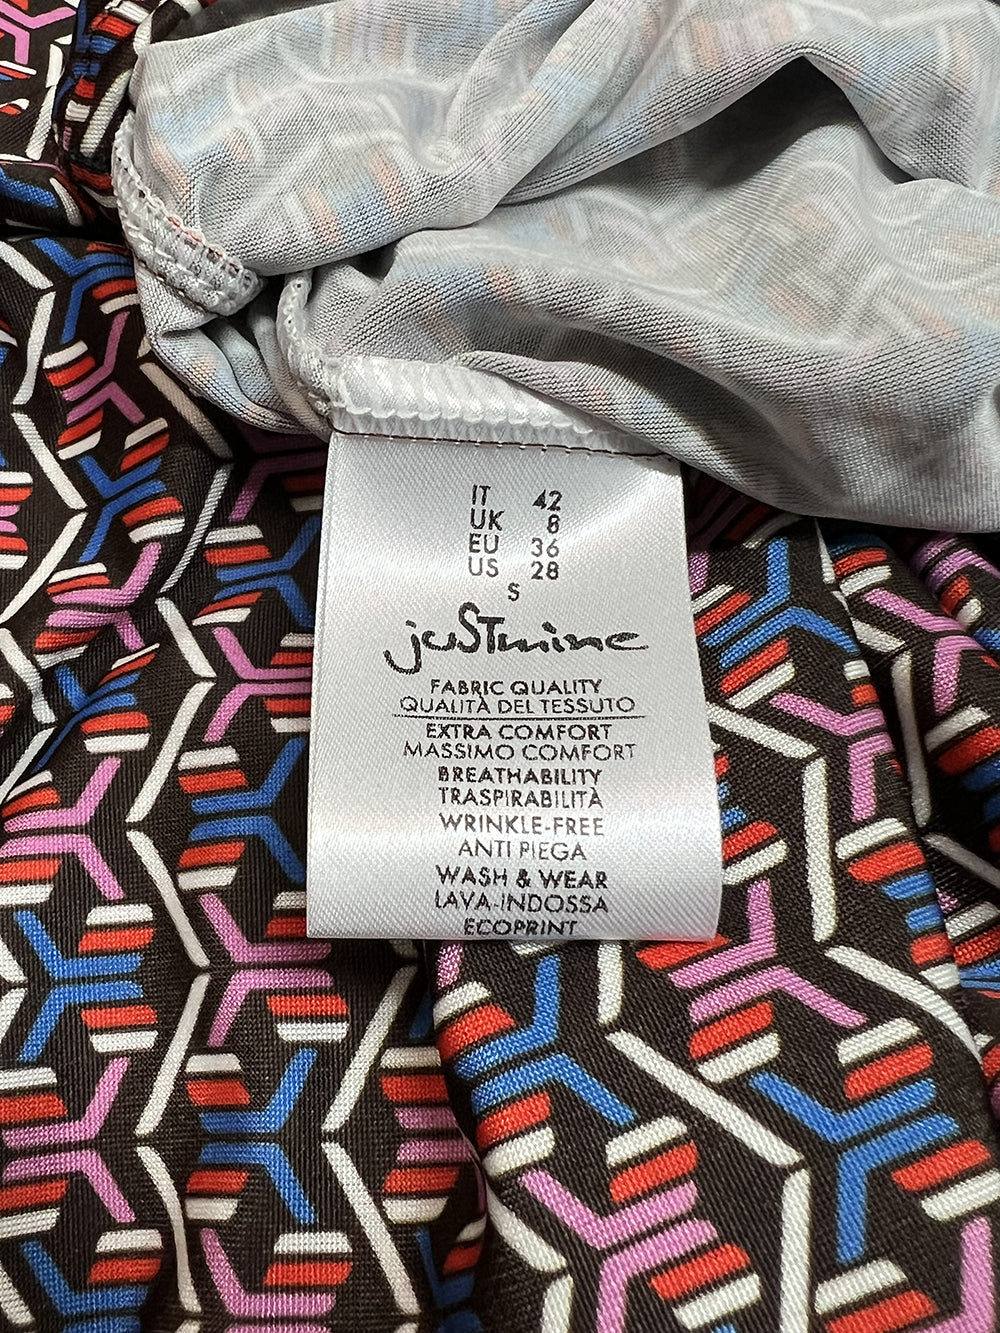 IT 42
UK 8
EU 36
US 28
S
jusTmine
FABRIC QUALITY
QUALITÀ DEL TESSUTO
EXTRA COMFORT
MASSIMO COMFORT
BREATHABILITY
TRASPIRABILITÀ
WRINKLE-FREE
ANTI PIEGA
WASH & WEAR
LAVA-INDOSSA
ECOPRINT